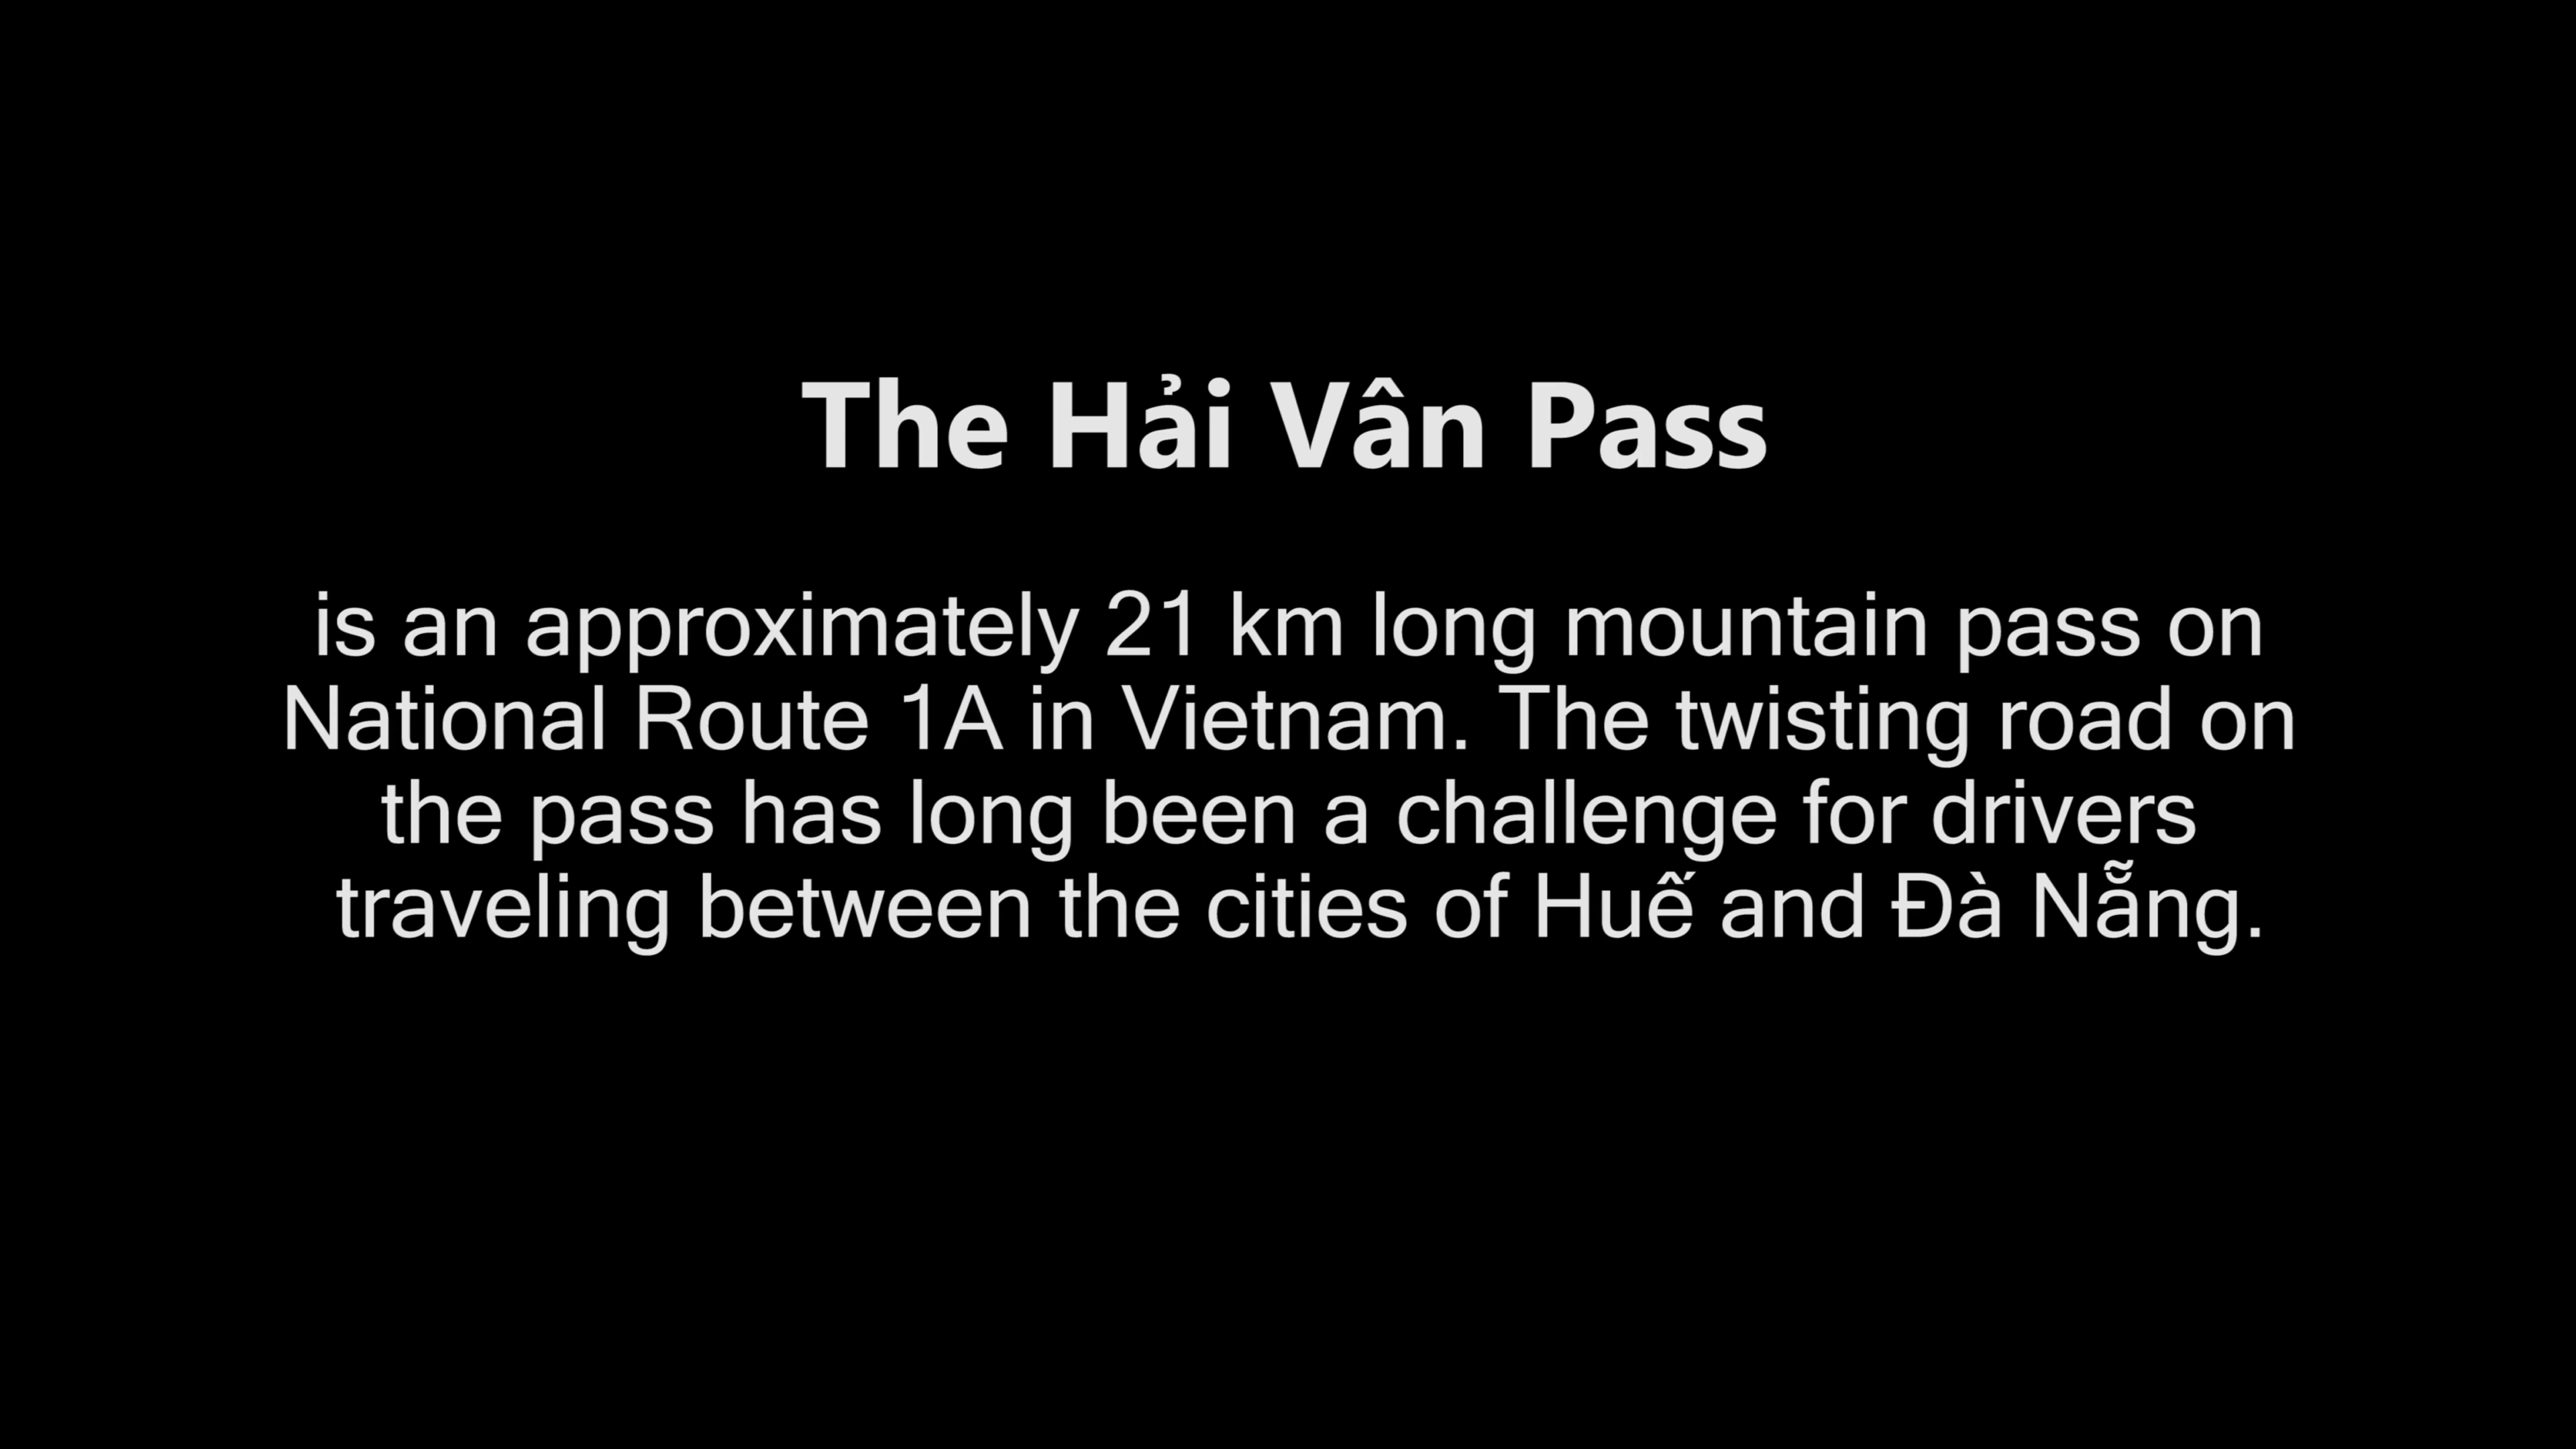 The Hải Vân Pass
is an approximately 21 km long mountain pass on
National Route 1A in Vietnam. The twisting road on
the pass has long been a challenge for drivers
traveling between the cities of Huế and Đà Nẵng.